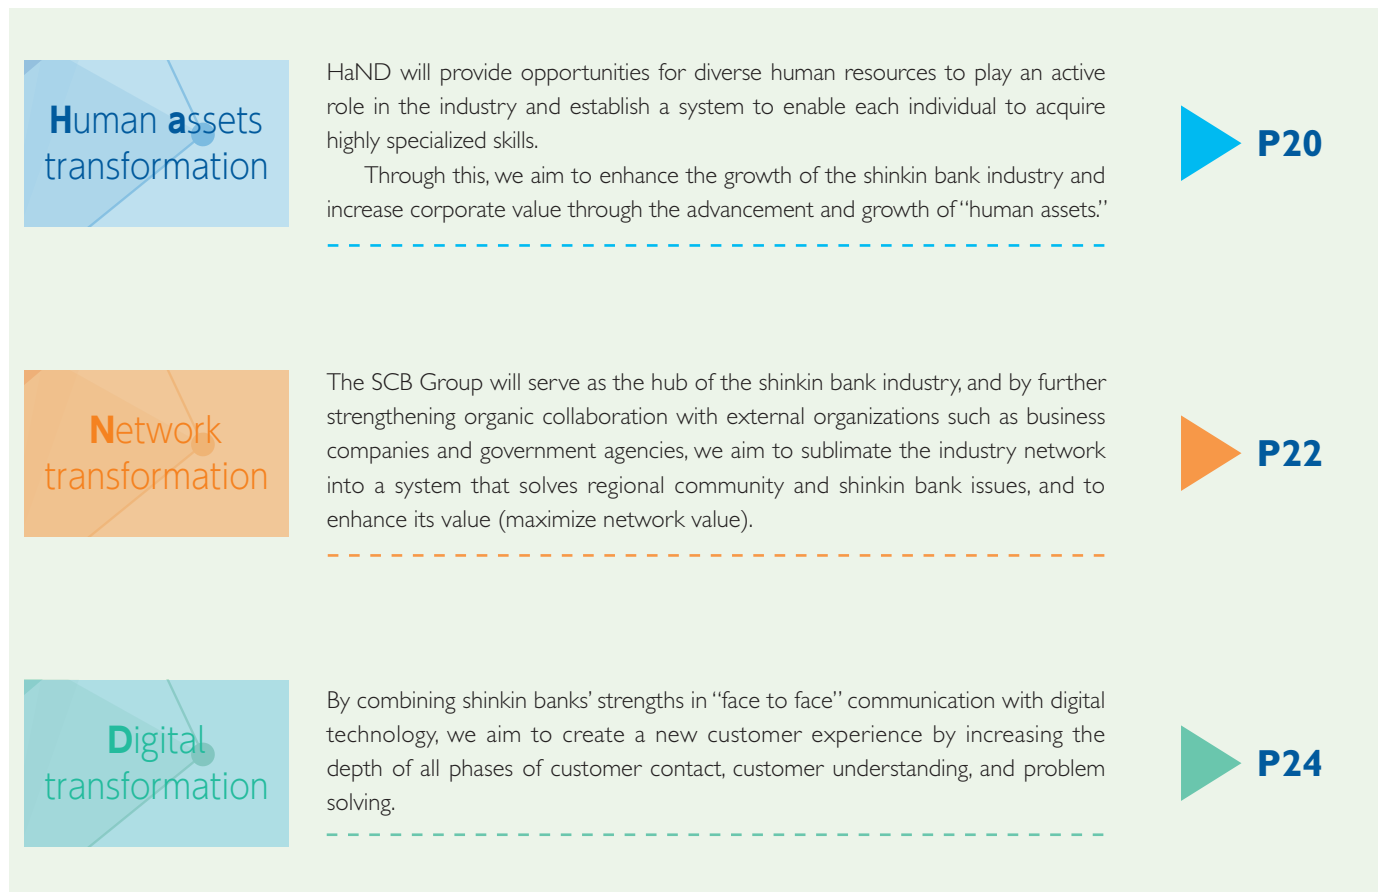 Human assets
transformation
HaND will provide opportunities for diverse human resources to play an active
role in the industry and establish a system to enable each individual to acquire
highly specialized skills.
Through this, we aim to enhance the growth of the shinkin bank industry and
increase corporate value through the advancement and growth of “human assets.”
P20
Network
transformation
The SCB Group will serve as the hub of the shinkin bank industry, and by further
strengthening organic collaboration with external organizations such as business
companies and government agencies, we aim to sublimate the industry network
into a system that solves regional community and shinkin bank issues, and to
enhance its value (maximize network value).
P22
Digital
transformation
By combining shinkin banks’ strengths in “face to face” communication with digital
technology, we aim to create a new customer experience by increasing the
depth of all phases of customer contact, customer understanding, and problem
solving.
P24